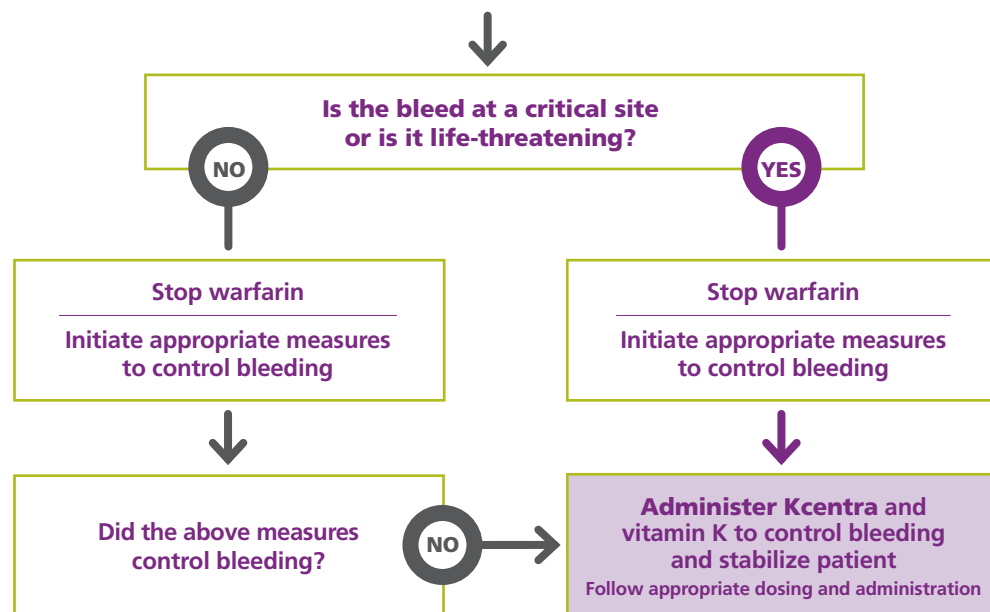 Is the bleed at a critical site
or is it life-threatening?
NO
YES
Stop warfarin
Initiate appropriate measures
to control bleeding
Stop warfarin
Initiate appropriate measures
to control bleeding
Did the above measures
control bleeding?
NO
Administer Kcentra and
vitamin K to control bleeding
and stabilize patient
Follow appropriate dosing and administration